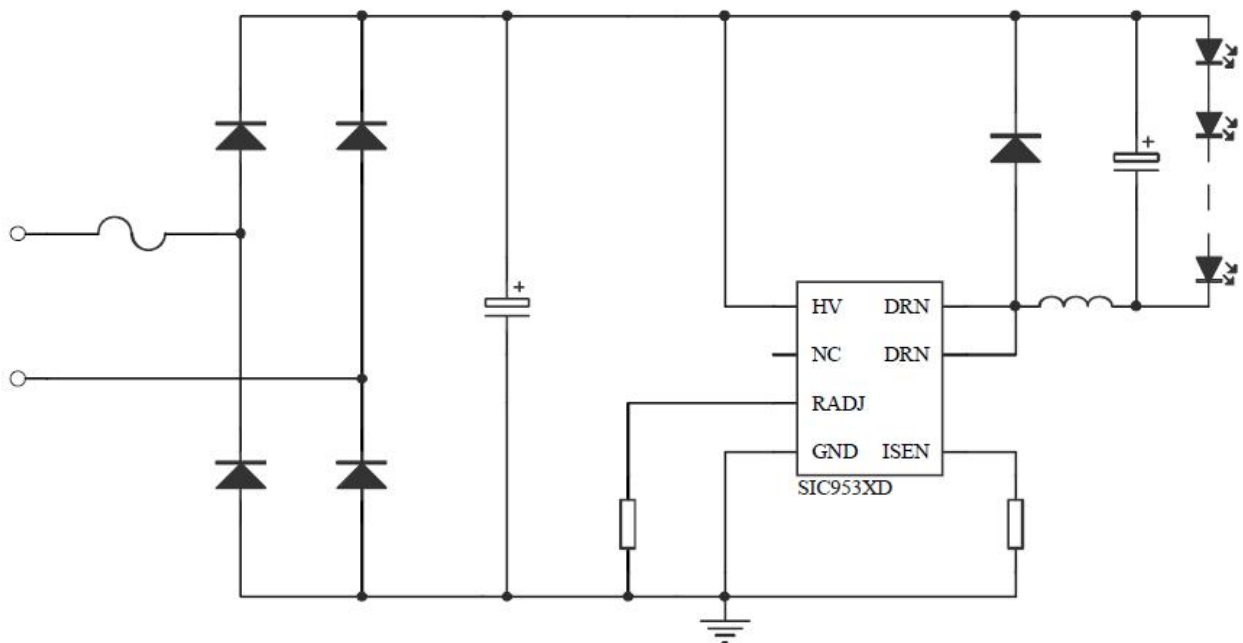 HV DRN
NC DRN
RADJ
GND ISEN
SIC953XD